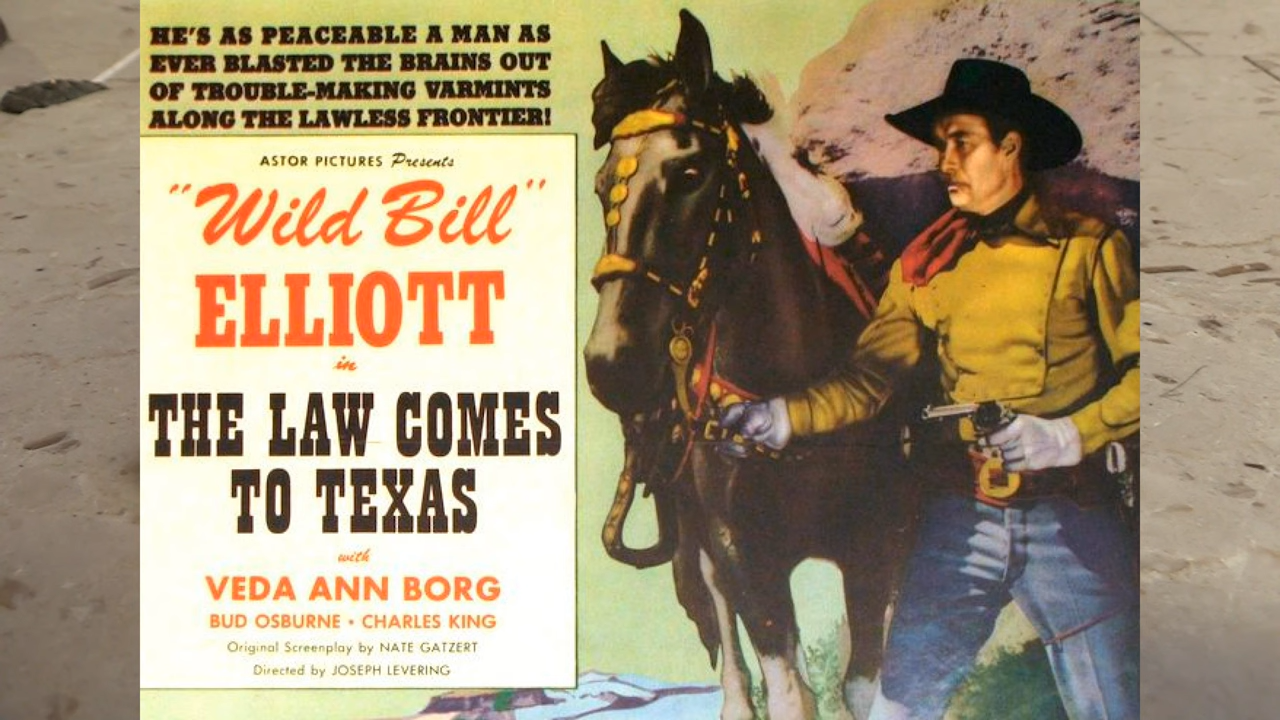 HE'S AS PEACEABLE A MAN AS
EVER BLASTED THE BRAINS OUT
OF TROUBLE-MAKING VARMINTS
ALONG THE LAWLESS FRONTIER!
ASTOR PICTURES Presents
"Wild Bill"
ELLIOTT
in
THE LAW COMES
TO TEXAS
with
VEDA ANN BORG
BUD OSBURNE • CHARLES KING
Original Screenplay by NATE GATZERT
Directed by JOSEPH LEVERING